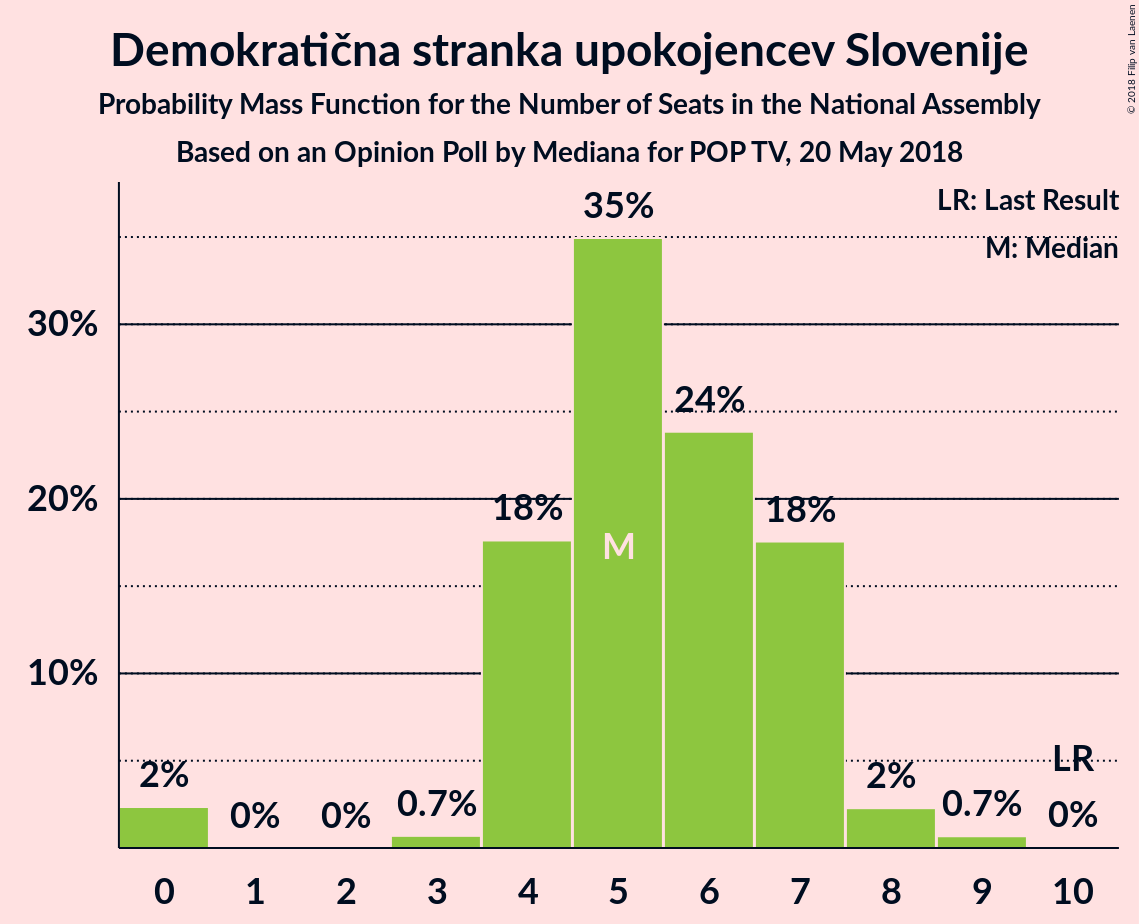 Demokratična stranka upokojencev Slovenije
Probability Mass Function for the Number of Seats in the National Assembly
Based on an Opinion Poll by Mediana for POP TV, 20 May 2018
© 2018 Filip van Laenen
LR: Last Result
M: Median
35%
30%
24%
20%
18%
18%
M
10%
LR
2%
0%
0%
0.7%
2%
0.7%
0%
0 1 2 3 4 5 6 7 8 9 10